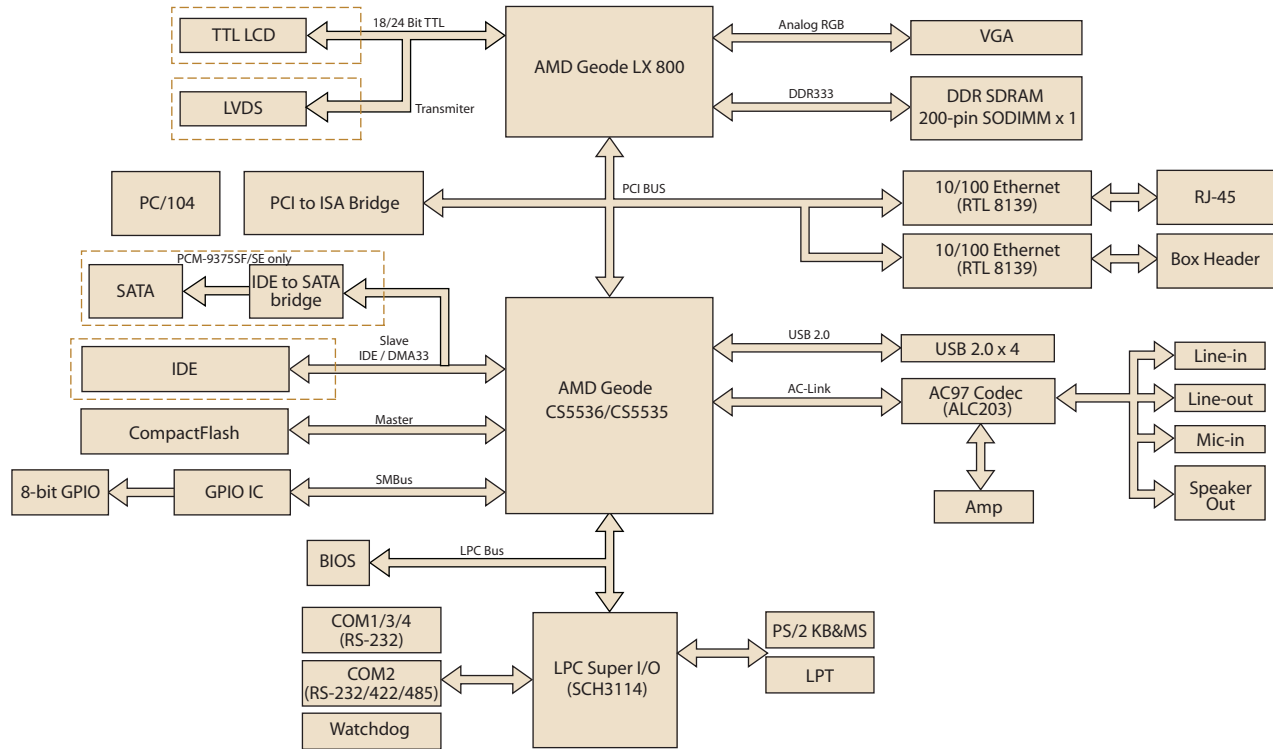 18/24 Bit TTL
TTL LCD
LVDS
Transmiter
AMD Geode LX 800
Analog RGB
VGA
DDR333
DDR SDRAM
200-pin SODIMM x 1
PC/104
PCI to ISA Bridge
PCI BUS
10/100 Ethernet
(RTL 8139)
RJ-45
10/100 Ethernet
(RTL 8139)
Box Header
PCM-9375SF/SE only
SATA
IDE to SATA
bridge
Slave
IDE / DMA33
IDE
AMD Geode
CS5536/CS5535
USB 2.0
USB 2.0 x 4
AC-Link
AC97 Codec
(ALC203)
Line-in
Line-out
Mic-in
Speaker
Out
Amp
CompactFlash
Master
8-bit GPIO
GPIO IC
SMBus
BIOS
LPC Bus
COM1/3/4
(RS-232)
COM2
(RS-232/422/485)
Watchdog
LPC Super I/O
(SCH3114)
PS/2 KB&MS
LPT